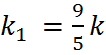 k₁ = 9/5 k